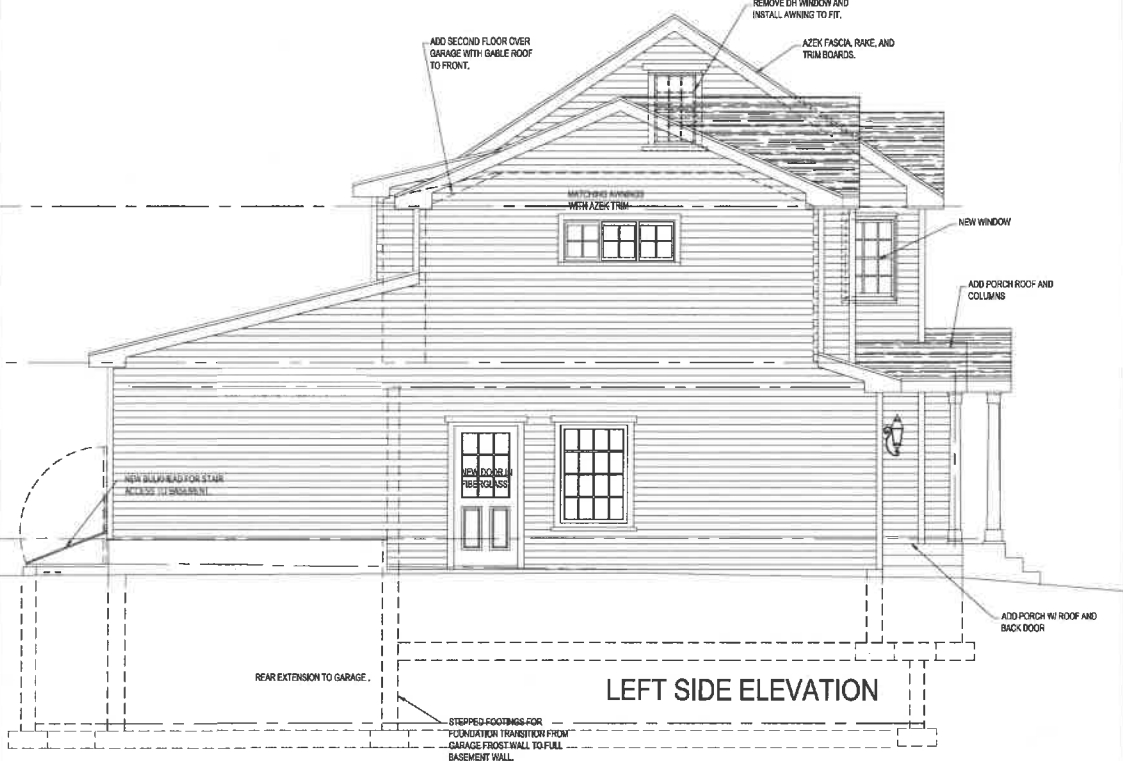 REMOVE DH WINDOW AND
INSTALL AWNING TO FIT.
ADD SECOND FLOOR OVER
GARAGE WITH GABLE ROOF
TO FRONT.
AZEK FASCIA, RAKE, AND
TRIM BOARDS.
MATCHING AWNINGS
WITH AZEK TRIM
NEW WINDOW
ADD PORCH ROOF AND
COLUMNS
NEW DOOR IN
FIBERGLASS
NEW BULKHEAD FOR STAIR
ACCESS TO BASEMENT.
ADD PORCH W/ ROOF AND
BACK DOOR
REAR EXTENSION TO GARAGE.
LEFT SIDE ELEVATION
STEPPED FOOTINGS FOR
FOUNDATION TRANSITION FROM
GARAGE FROST WALL TO FULL
BASEMENT WALL.